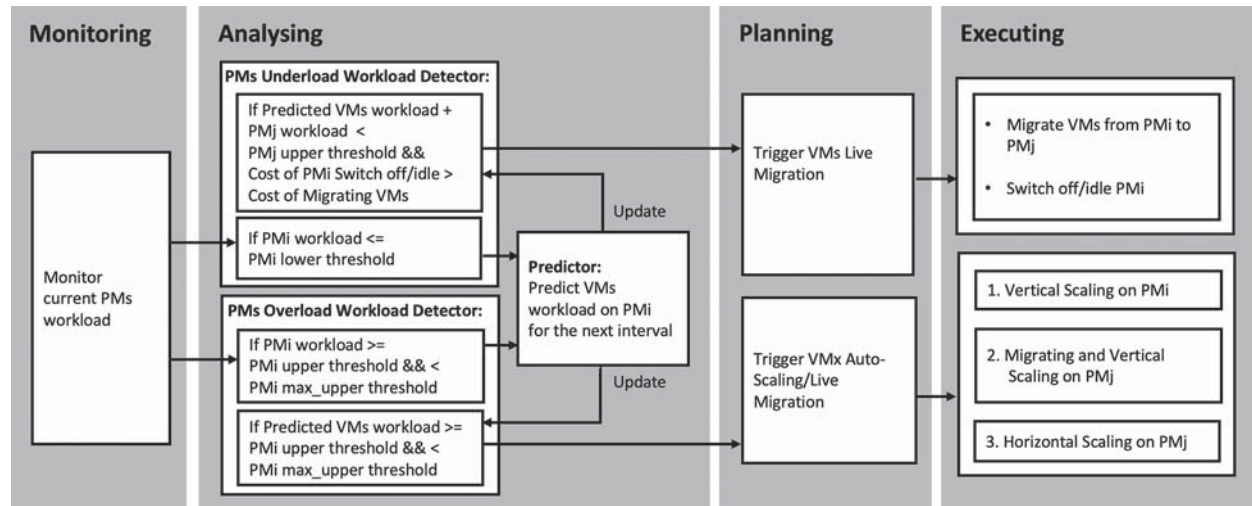 Monitoring
Analysing
Planning
Executing
PMs Underload Workload Detector:
If Predicted VMs workload +
PMj workload <
PMj upper threshold &&
Cost of PMi Switch off/idle >
Cost of Migrating VMs
If PMi workload <=
PMi lower threshold
PMs Overload Workload Detector:
If PMi workload >=
PMi upper threshold && <
PMi max_upper threshold
If Predicted VMs workload >=
PMi upper threshold && <
PMi max_upper threshold
Monitor
current PMs
workload
Update
Predictor:
Predict VMs
workload on PMi
for the next interval
Update
Trigger VMs Live
Migration
Trigger VMx Auto-
Scaling/Live
Migration
• Migrate VMs from PMi to
PMj
• Switch off/idle PMi
1. Vertical Scaling on PMi
2. Migrating and Vertical
Scaling on PMj
3. Horizontal Scaling on PMj